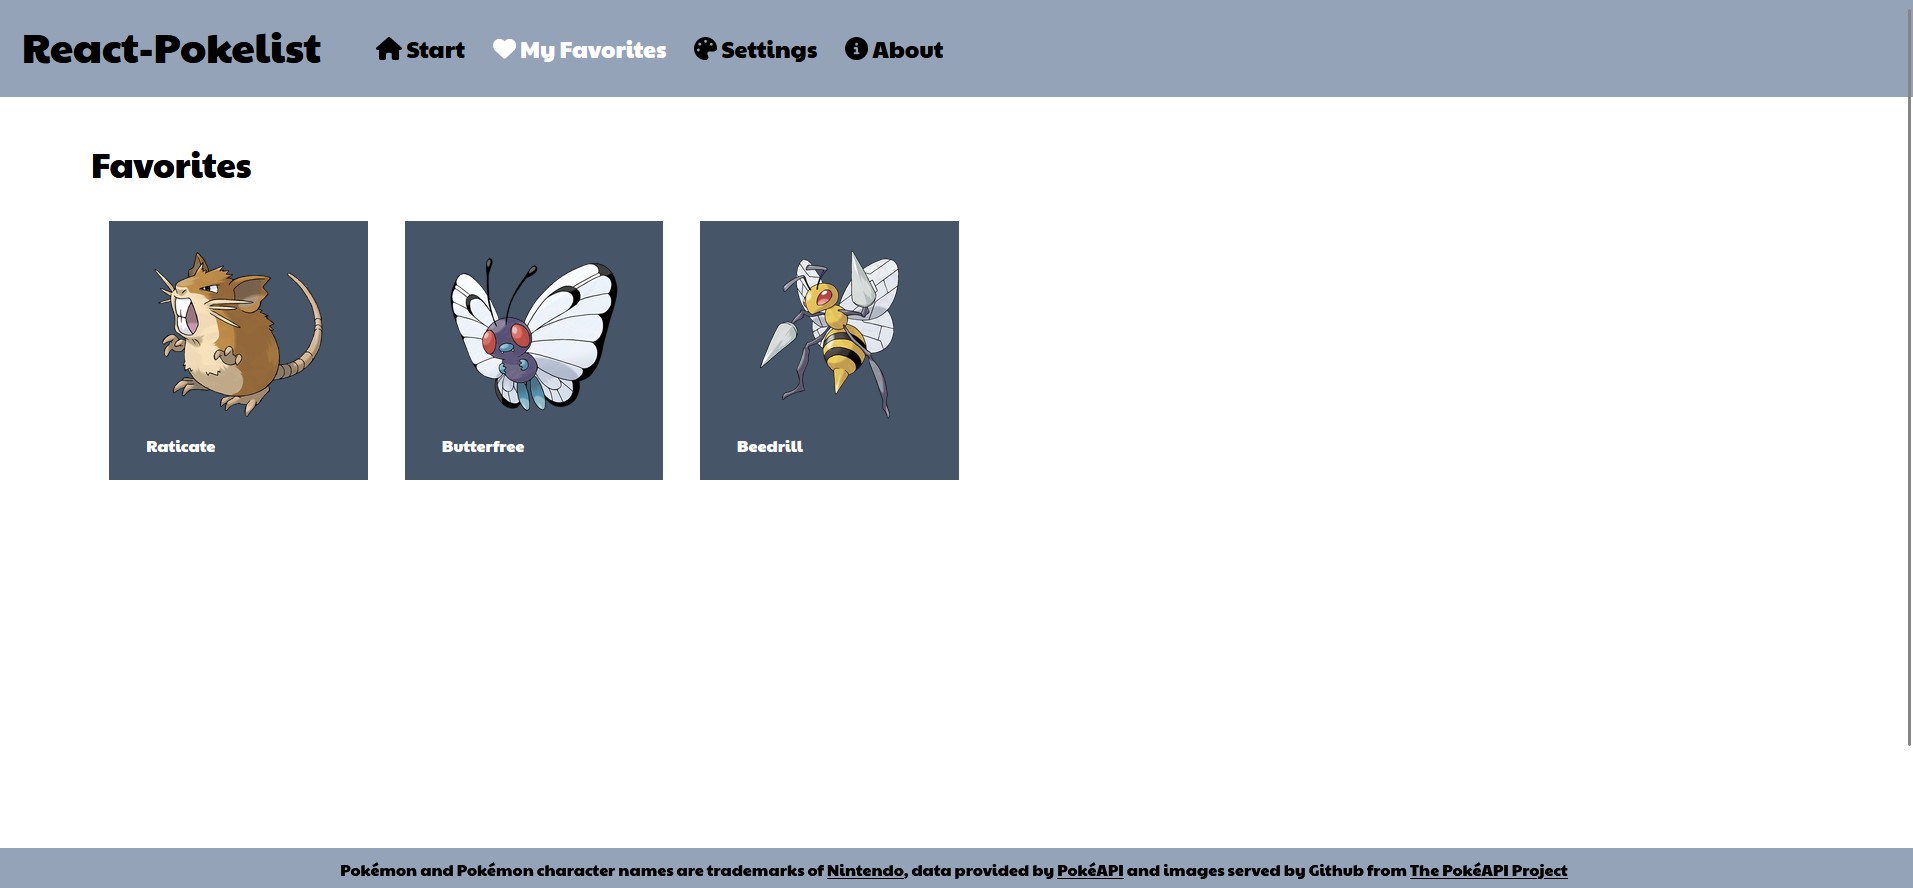 React-Pokelist
Start
My Favorites
Settings
About
Favorites
Raticate
Butterfree
Beedrill
Pokémon and Pokémon character names are trademarks of Nintendo, data provided by PokéAPI and images served by Github from The PokéAPI Project